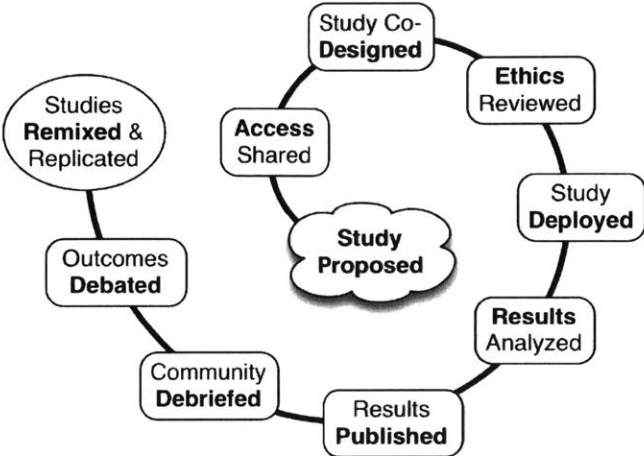 Study Proposed
Access
Shared
Study Co-
Designed
Ethics
Reviewed
Study
Deployed
Results
Analyzed
Results
Published
Community
Debriefed
Outcomes
Debated
Studies
Remixed &
Replicated